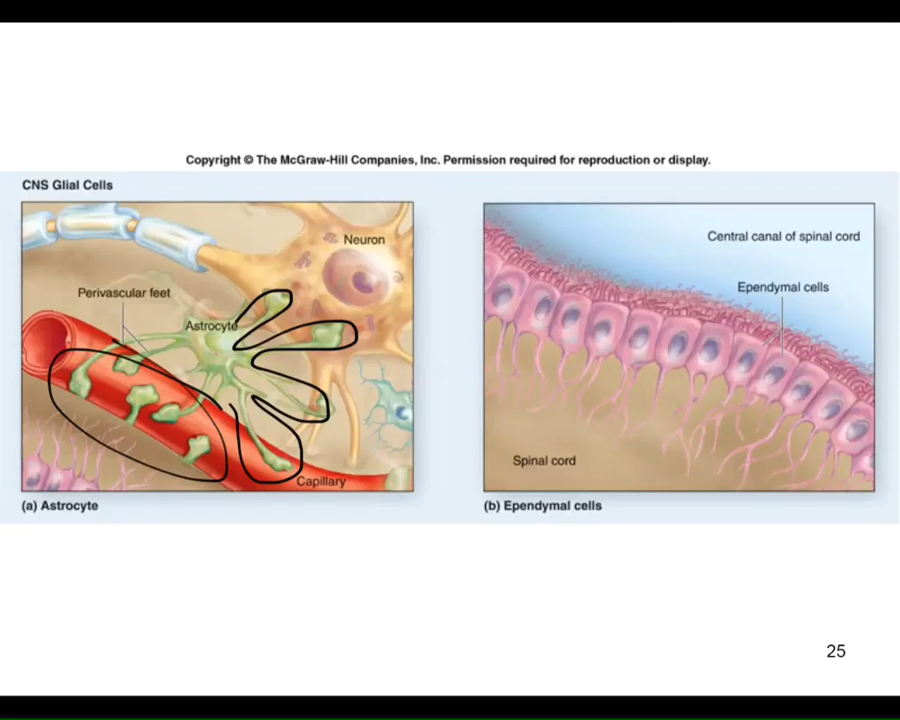 Copyright © The McGraw-Hill Companies, Inc. Permission required for reproduction or display.
CNS Glial Cells
Neuron
Perivascular feet
Astrocyte
Capillary
(a) Astrocyte
Central canal of spinal cord
Ependymal cells
Spinal cord
(b) Ependymal cells
25